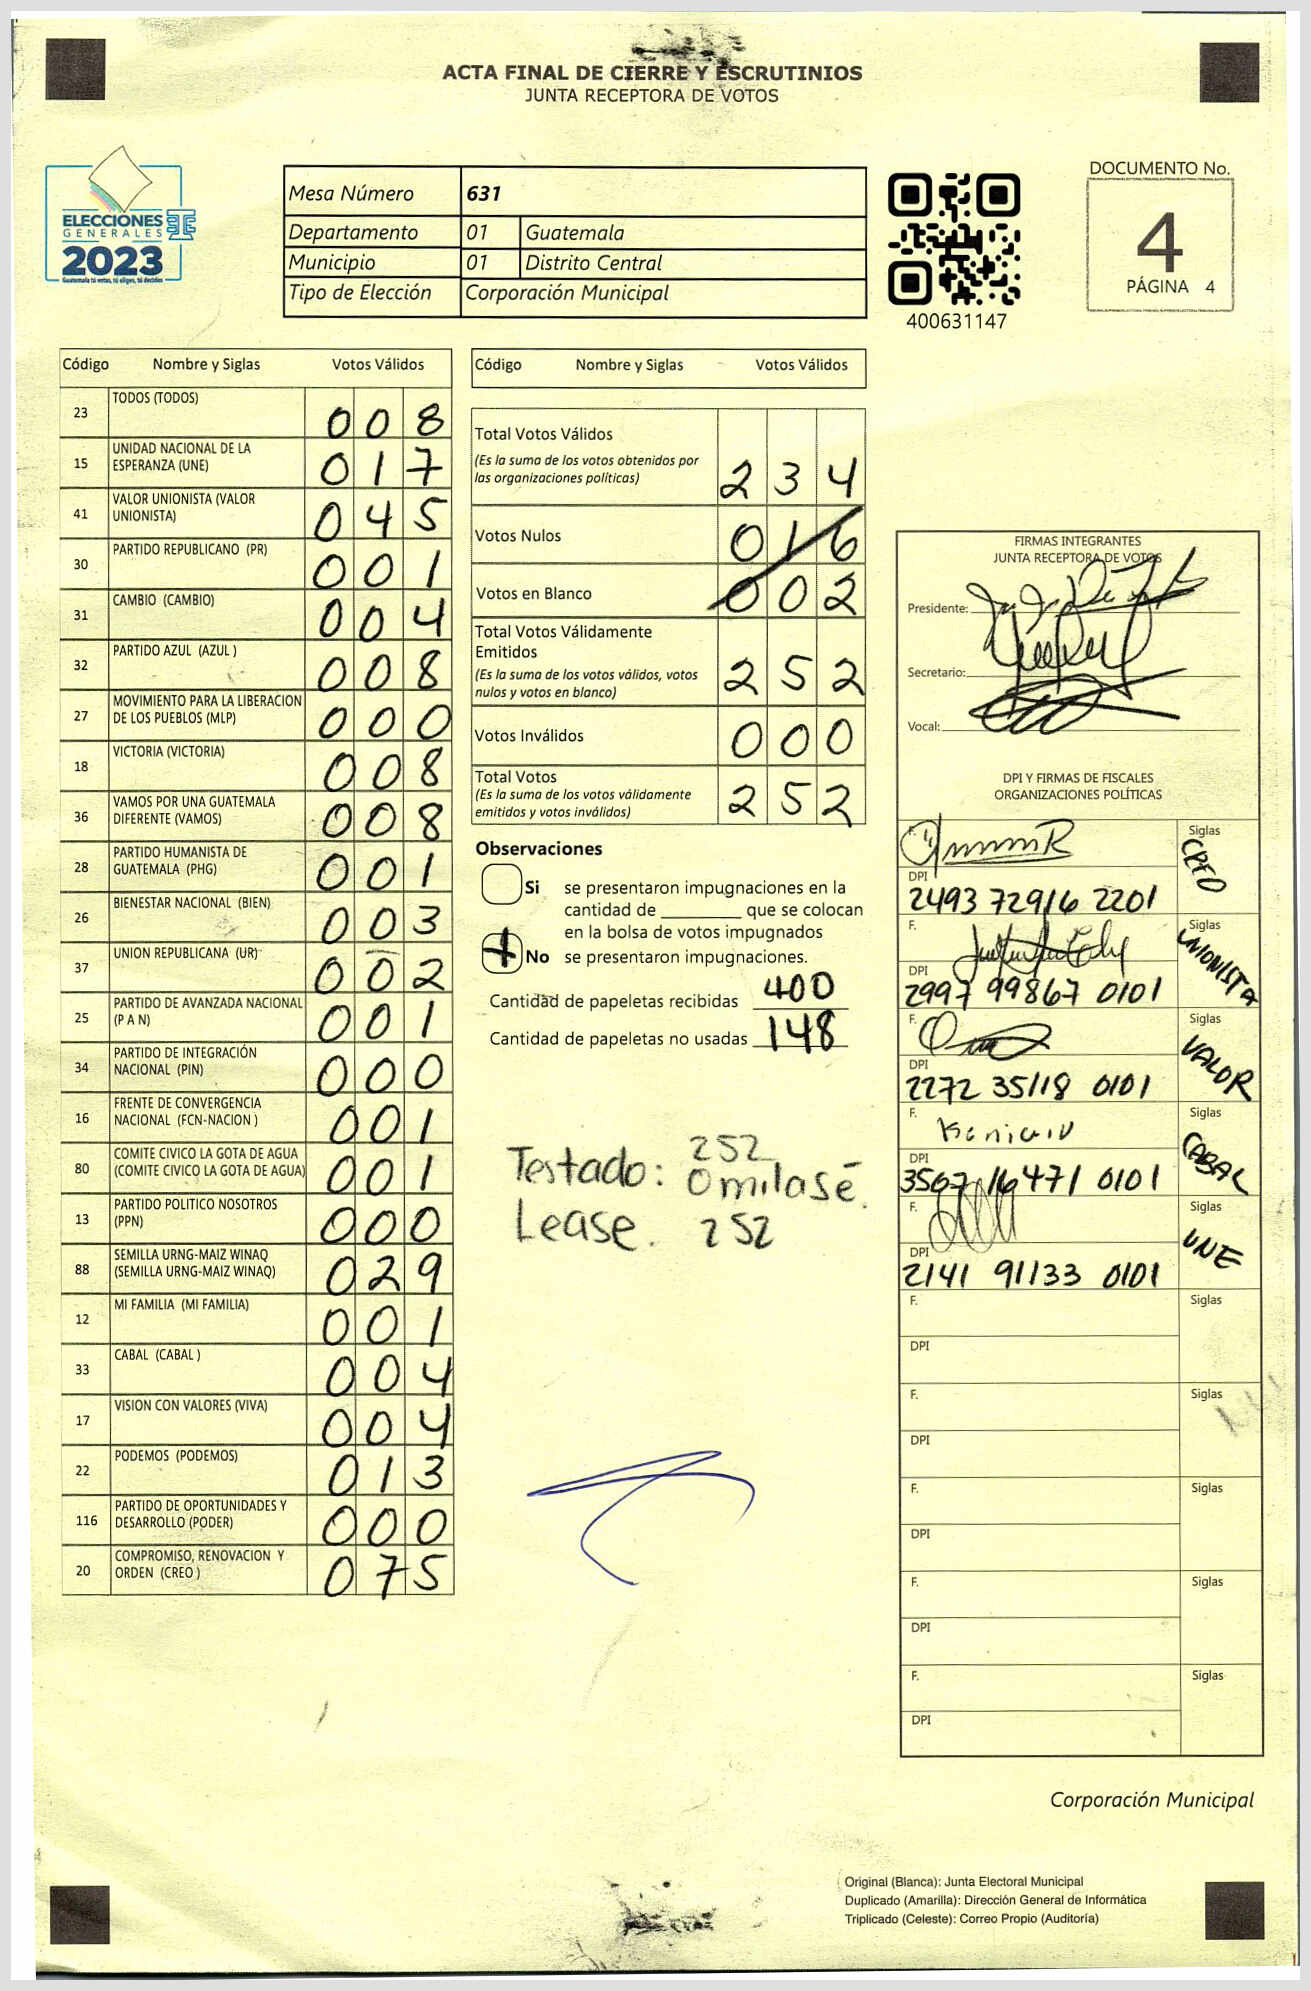 ACTA FINAL DE CIERRE Y ESCRUTINIOS
JUNTA RECEPTORA DE VOTOS
ELECCIONES
GENERALES
2023
Guatemala tú votas, tú eliges, tú decides
Mesa Número 631
Departamento 01 Guatemala
Municipio 01 Distrito Central
Tipo de Elección Corporación Municipal
400631147
DOCUMENTO No.
4
PÁGINA 4
Código Nombre y Siglas Votos Válidos
23 TODOS (TODOS) 0 0 8
15 UNIDAD NACIONAL DE LA ESPERANZA (UNE) 0 1 7
41 VALOR UNIONISTA (VALOR UNIONISTA) 0 4 5
30 PARTIDO REPUBLICANO (PR) 0 0 1
31 CAMBIO (CAMBIO) 0 0 4
32 PARTIDO AZUL (AZUL ) 0 0 8
27 MOVIMIENTO PARA LA LIBERACION DE LOS PUEBLOS (MLP) 0 0 0
18 VICTORIA (VICTORIA) 0 0 8
36 VAMOS POR UNA GUATEMALA DIFERENTE (VAMOS) 0 0 8
28 PARTIDO HUMANISTA DE GUATEMALA (PHG) 0 0 1
26 BIENESTAR NACIONAL (BIEN) 0 0 3
37 UNION REPUBLICANA (UR) 0 0 2
25 PARTIDO DE AVANZADA NACIONAL (P A N) 0 0 1
34 PARTIDO DE INTEGRACIÓN NACIONAL (PIN) 0 0 0
16 FRENTE DE CONVERGENCIA NACIONAL (FCN-NACION ) 0 0 1
80 COMITE CIVICO LA GOTA DE AGUA (COMITE CIVICO LA GOTA DE AGUA) 0 0 1
13 PARTIDO POLITICO NOSOTROS (PPN) 0 0 0
88 SEMILLA URNG-MAIZ WINAQ (SEMILLA URNG-MAIZ WINAQ) 0 2 9
12 MI FAMILIA (MI FAMILIA) 0 0 1
33 CABAL (CABAL ) 0 0 4
17 VISION CON VALORES (VIVA) 0 0 4
22 PODEMOS (PODEMOS) 0 1 3
116 PARTIDO DE OPORTUNIDADES Y DESARROLLO (PODER) 0 0 0
20 COMPROMISO, RENOVACION Y ORDEN (CREO ) 0 7 5
Código Nombre y Siglas Votos Válidos
Total Votos Válidos 2 3 4
(Es la suma de los votos obtenidos por
las organizaciones políticas)
Votos Nulos 0 1 6
Votos en Blanco 0 0 2
Total Votos Válidamente
Emitidos 2 5 2
(Es la suma de los votos válidos, votos
nulos y votos en blanco)
Votos Inválidos 0 0 0
Total Votos 2 5 2
(Es la suma de los votos válidamente
emitidos y votos inválidos)
Observaciones
Si se presentaron impugnaciones en la
cantidad de ________ que se colocan
en la bolsa de votos impugnados
No se presentaron impugnaciones.
Cantidad de papeletas recibidas 400
Cantidad de papeletas no usadas 148
Testado: 252
Omitase.
Lease. 252
FIRMAS INTEGRANTES
JUNTA RECEPTORA DE VOTOS
Presidente:
Secretario:
Vocal:
DPI Y FIRMAS DE FISCALES
ORGANIZACIONES POLÍTICAS
F. Siglas CREO
DPI 2493 72916 2201
F. Siglas UNIONISTA
DPI 2997 99867 0101
F. Siglas VALOR
DPI 2272 35118 0101
F. Siglas CABAL
DPI 3567 16471 0101
F. Siglas UNE
DPI 2141 91133 0101
F. Siglas
DPI
F. Siglas
DPI
F. Siglas
DPI
F. Siglas
DPI
F. Siglas
DPI
Corporación Municipal
Original (Blanca): Junta Electoral Municipal
Duplicado (Amarilla): Dirección General de Informática
Triplicado (Celeste): Correo Propio (Auditoría)